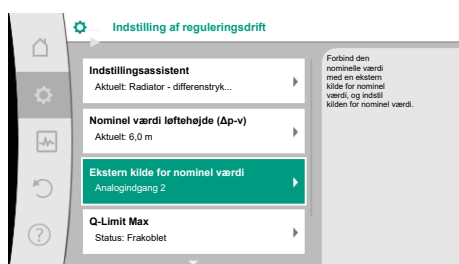 Indstilling af reguleringsdrift
Indstillingsassistent
Aktuelt: Radiator - differenstryk...
Nominel værdi løftehøjde (Δp-v)
Aktuelt: 6,0 m
Ekstern kilde for nominel værdi
Analogindgang 2
Q-Limit Max
Status: Frakoblet
Forbind den
nominelle værdi
med en ekstern
kilde for nominel
værdi, og indstil
kilden for nominel værdi.